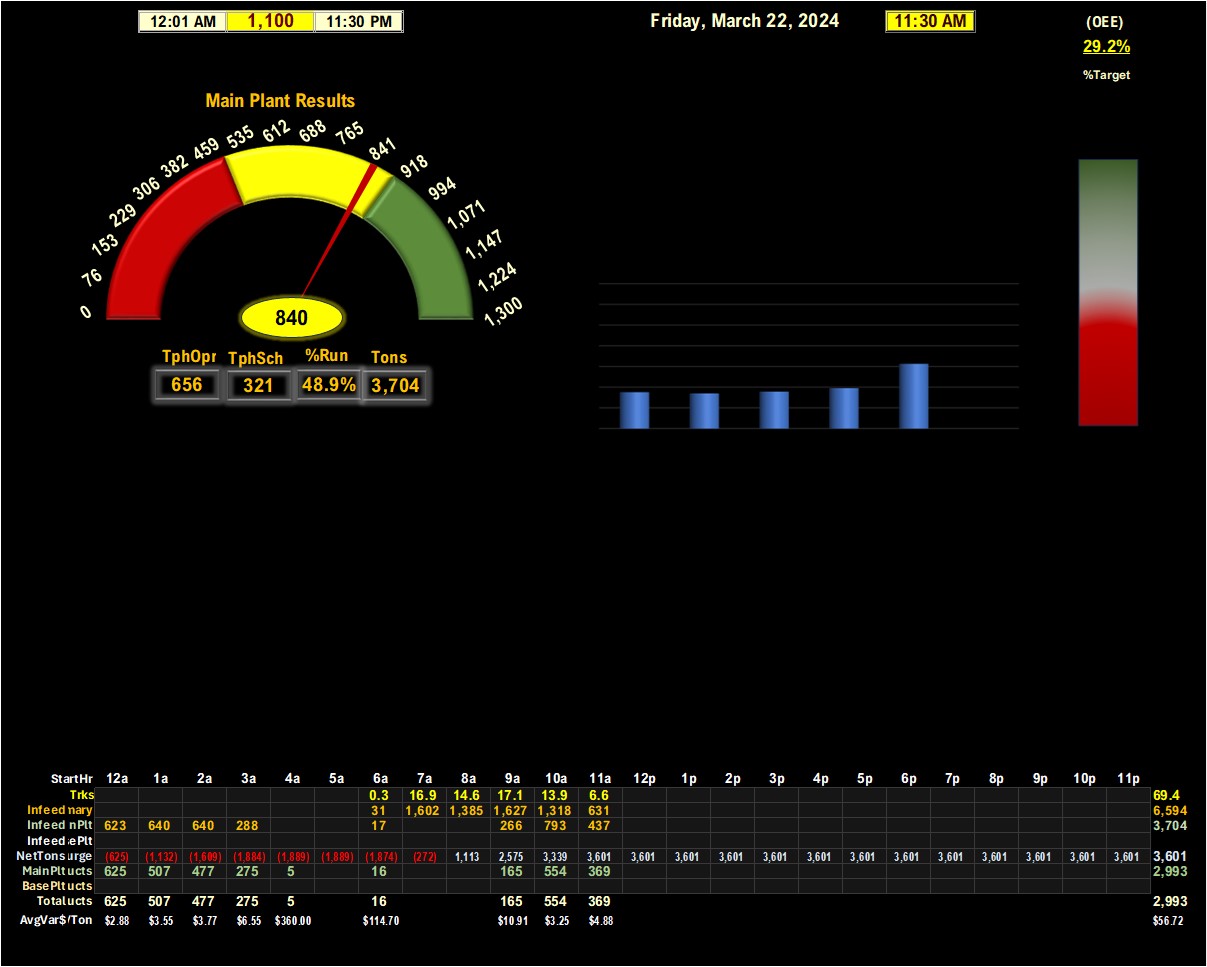 12:01 AM 1,100 11:30 PM Friday, March 22, 2024 11:30 AM (OEE)
29.2%
%Target
Main Plant Results
0 76 153 229 306 382 459 535 612 688 765 841 918 994 1,071 1,147 1,224 1,300
840
TphOpr TphSch %Run Tons
656 321 48.9% 3,704
StartHr 12a 1a 2a 3a 4a 5a 6a 7a 8a 9a 10a 11a 12p 1p 2p 3p 4p 5p 6p 7p 8p 9p 10p 11p
Trks 0.3 16.9 14.6 17.1 13.9 6.6 69.4
Infeed nary 31 1,602 1,385 1,627 1,318 631 6,594
Infeed nPlt 623 640 640 288 17 266 793 437 3,704
Infeed ePlt
NetTons urge (625) (1,132) (1,609) (1,884) (1,889) (1,889) (1,874) (272) 1,113 2,575 3,339 3,601 3,601 3,601 3,601 3,601 3,601 3,601 3,601 3,601 3,601 3,601 3,601 3,601 3,601
MainPlt ucts 625 507 477 275 5 16 165 554 369 2,993
BasePlt ucts
Total ucts 625 507 477 275 5 16 165 554 369 2,993
AvgVar$/Ton $2.88 $3.55 $3.77 $6.55 $360.00 $114.70 $10.91 $3.25 $4.88 $56.72